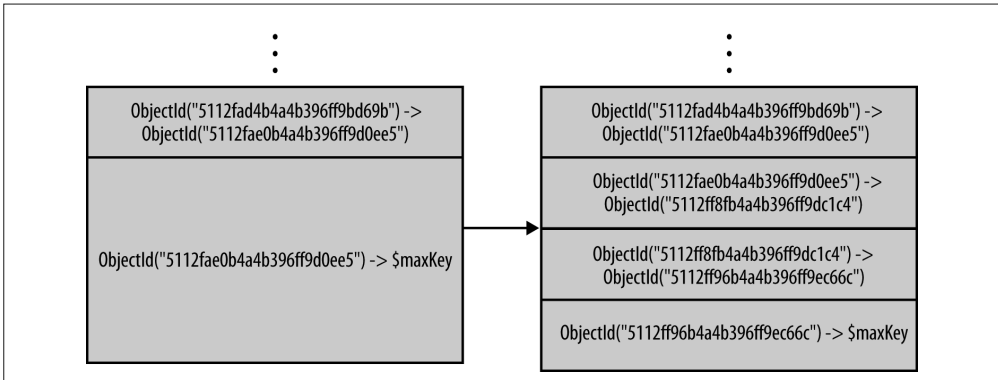 ObjectId("5112fad4b4a4b396ff9bd69b") ->
ObjectId("5112fae0b4a4b396ff9d0ee5")
ObjectId("5112fae0b4a4b396ff9d0ee5") -> $maxKey
ObjectId("5112fad4b4a4b396ff9bd69b") ->
ObjectId("5112fae0b4a4b396ff9d0ee5")
ObjectId("5112fae0b4a4b396ff9d0ee5") ->
ObjectId("5112ff8fb4a4b396ff9dc1c4")
ObjectId("5112ff8fb4a4b396ff9dc1c4") ->
ObjectId("5112ff96b4a4b396ff9ec66c")
ObjectId("5112ff96b4a4b396ff9ec66c") -> $maxKey